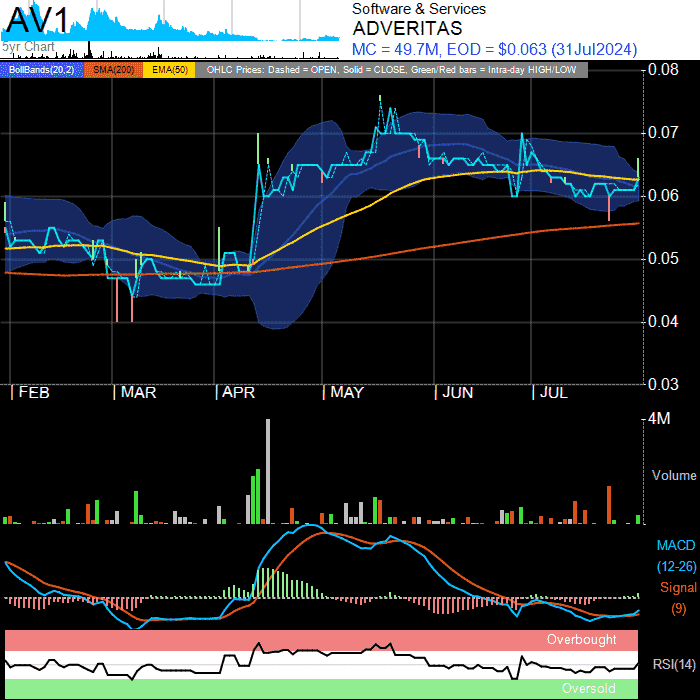 AV1
5yr Chart
Software & Services
ADVERITAS
MC = 49.7M, EOD = $0.063 (31Jul2024)
BollBands(20,2) SMA(200) EMA(50) OHLC Prices: Dashed = OPEN, Solid = CLOSE, Green/Red bars = Intra-day HIGH/LOW
0.08
0.07
0.06
0.05
0.04
0.03
FEB MAR APR MAY JUN JUL
4M
Volume
MACD
(12-26)
Signal
(9)
Overbought
RSI(14)
Oversold